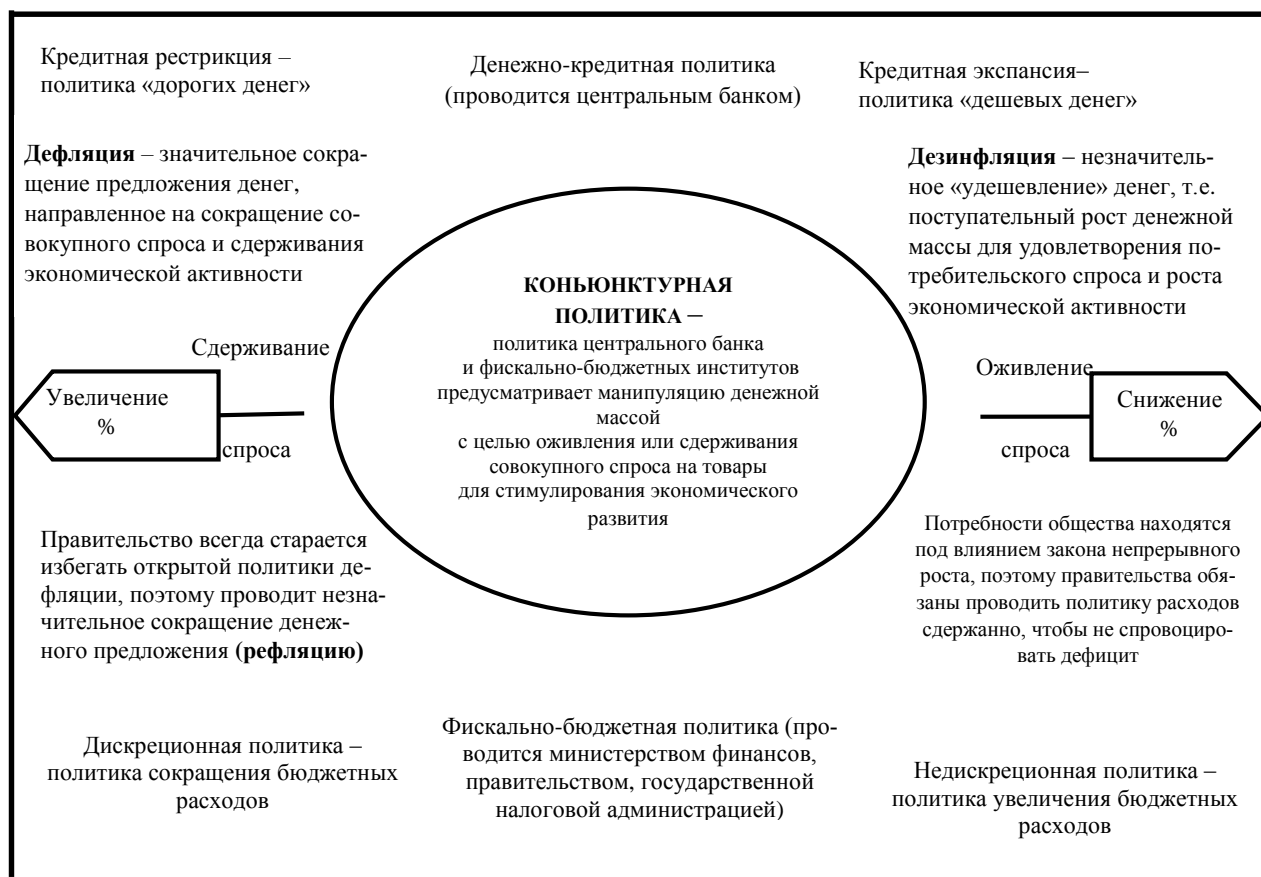 Кредитная рестрикция –
политика «дорогих денег»
Денежно-кредитная политика
(проводится центральным банком)
Кредитная экспансия–
политика «дешевых денег»
Дефляция – значительное сокра-
щение предложения денег,
направленное на сокращение со-
вокупного спроса и сдерживания
экономической активности
Дезинфляция – незначитель-
ное «удешевление» денег, т.е.
поступательный рост денежной
массы для удовлетворения по-
требительского спроса и роста
экономической активности
КОНЬЮНКТУРНАЯ
ПОЛИТИКА –
политика центрального банка
и фискально-бюджетных институтов
предусматривает манипуляцию денежной
массой
с целью оживления или сдерживания
совокупного спроса на товары
для стимулирования экономического
развития
Сдерживание
Увеличение
%
спроса
Оживление
Снижение
%
спроса
Правительство всегда старается
избегать открытой политики де-
фляции, поэтому проводит незна-
чительное сокращение денеж-
ного предложения (рефляцию)
Потребности общества находятся
под влиянием закона непрерывного
роста, поэтому правительства обя-
заны проводить политику расходов
сдержанно, чтобы не спровоциро-
вать дефицит
Дискреционная политика –
политика сокращения бюджетных
расходов
Фискально-бюджетная политика (про-
водится министерством финансов,
правительством, государственной
налоговой администрацией)
Недискреционная политика –
политика увеличения бюджетных
расходов